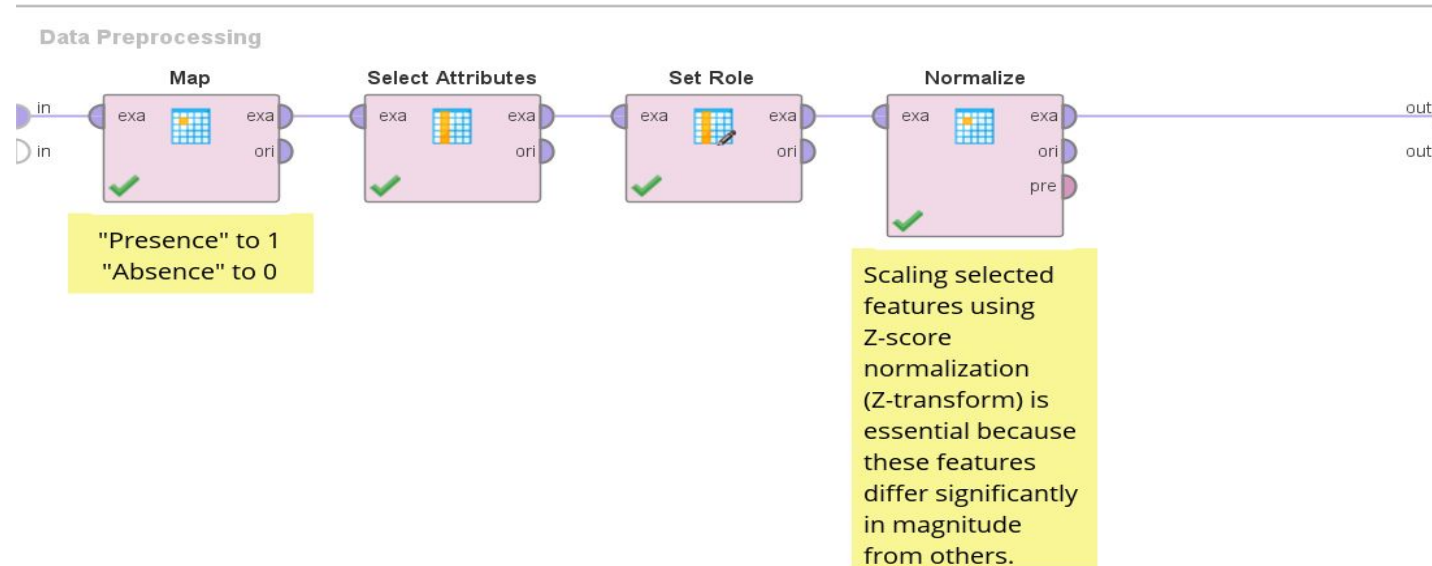 Data Preprocessing
Map
Select Attributes
Set Role
Normalize
in
exa
exa
exa
exa
exa
exa
exa
exa
out
in
ori
ori
ori
ori
out
pre
"Presence" to 1
"Absence" to 0
Scaling selected
features using
Z-score
normalization
(Z-transform) is
essential because
these features
differ significantly
in magnitude
from others.